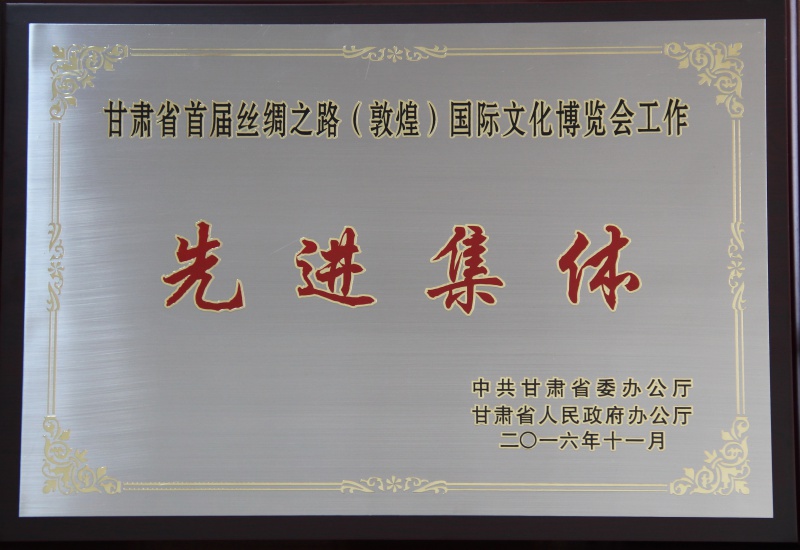 甘肃省首届丝绸之路（敦煌）国际文化博览会工作
先进集体
中共甘肃省委办公厅
甘肃省人民政府办公厅
二〇一六年十一月